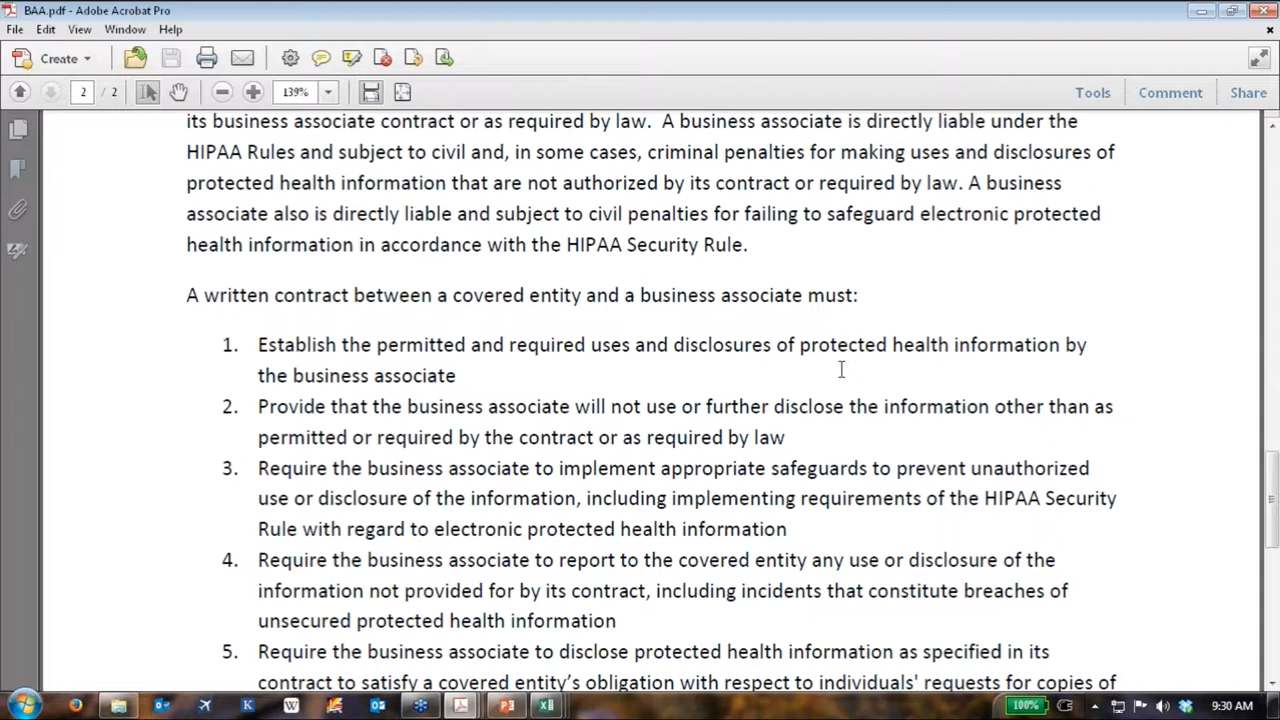 BAA.pdf - Adobe Acrobat Pro
File Edit View Window Help
Create
2 / 2 139% Tools Comment Share
its business associate contract or as required by law. A business associate is directly liable under the
HIPAA Rules and subject to civil and, in some cases, criminal penalties for making uses and disclosures of
protected health information that are not authorized by its contract or required by law. A business
associate also is directly liable and subject to civil penalties for failing to safeguard electronic protected
health information in accordance with the HIPAA Security Rule.
A written contract between a covered entity and a business associate must:
1. Establish the permitted and required uses and disclosures of protected health information by
the business associate
2. Provide that the business associate will not use or further disclose the information other than as
permitted or required by the contract or as required by law
3. Require the business associate to implement appropriate safeguards to prevent unauthorized
use or disclosure of the information, including implementing requirements of the HIPAA Security
Rule with regard to electronic protected health information
4. Require the business associate to report to the covered entity any use or disclosure of the
information not provided for by its contract, including incidents that constitute breaches of
unsecured protected health information
5. Require the business associate to disclose protected health information as specified in its
contract to satisfy a covered entity's obligation with respect to individuals' requests for copies of
100% 9:30 AM